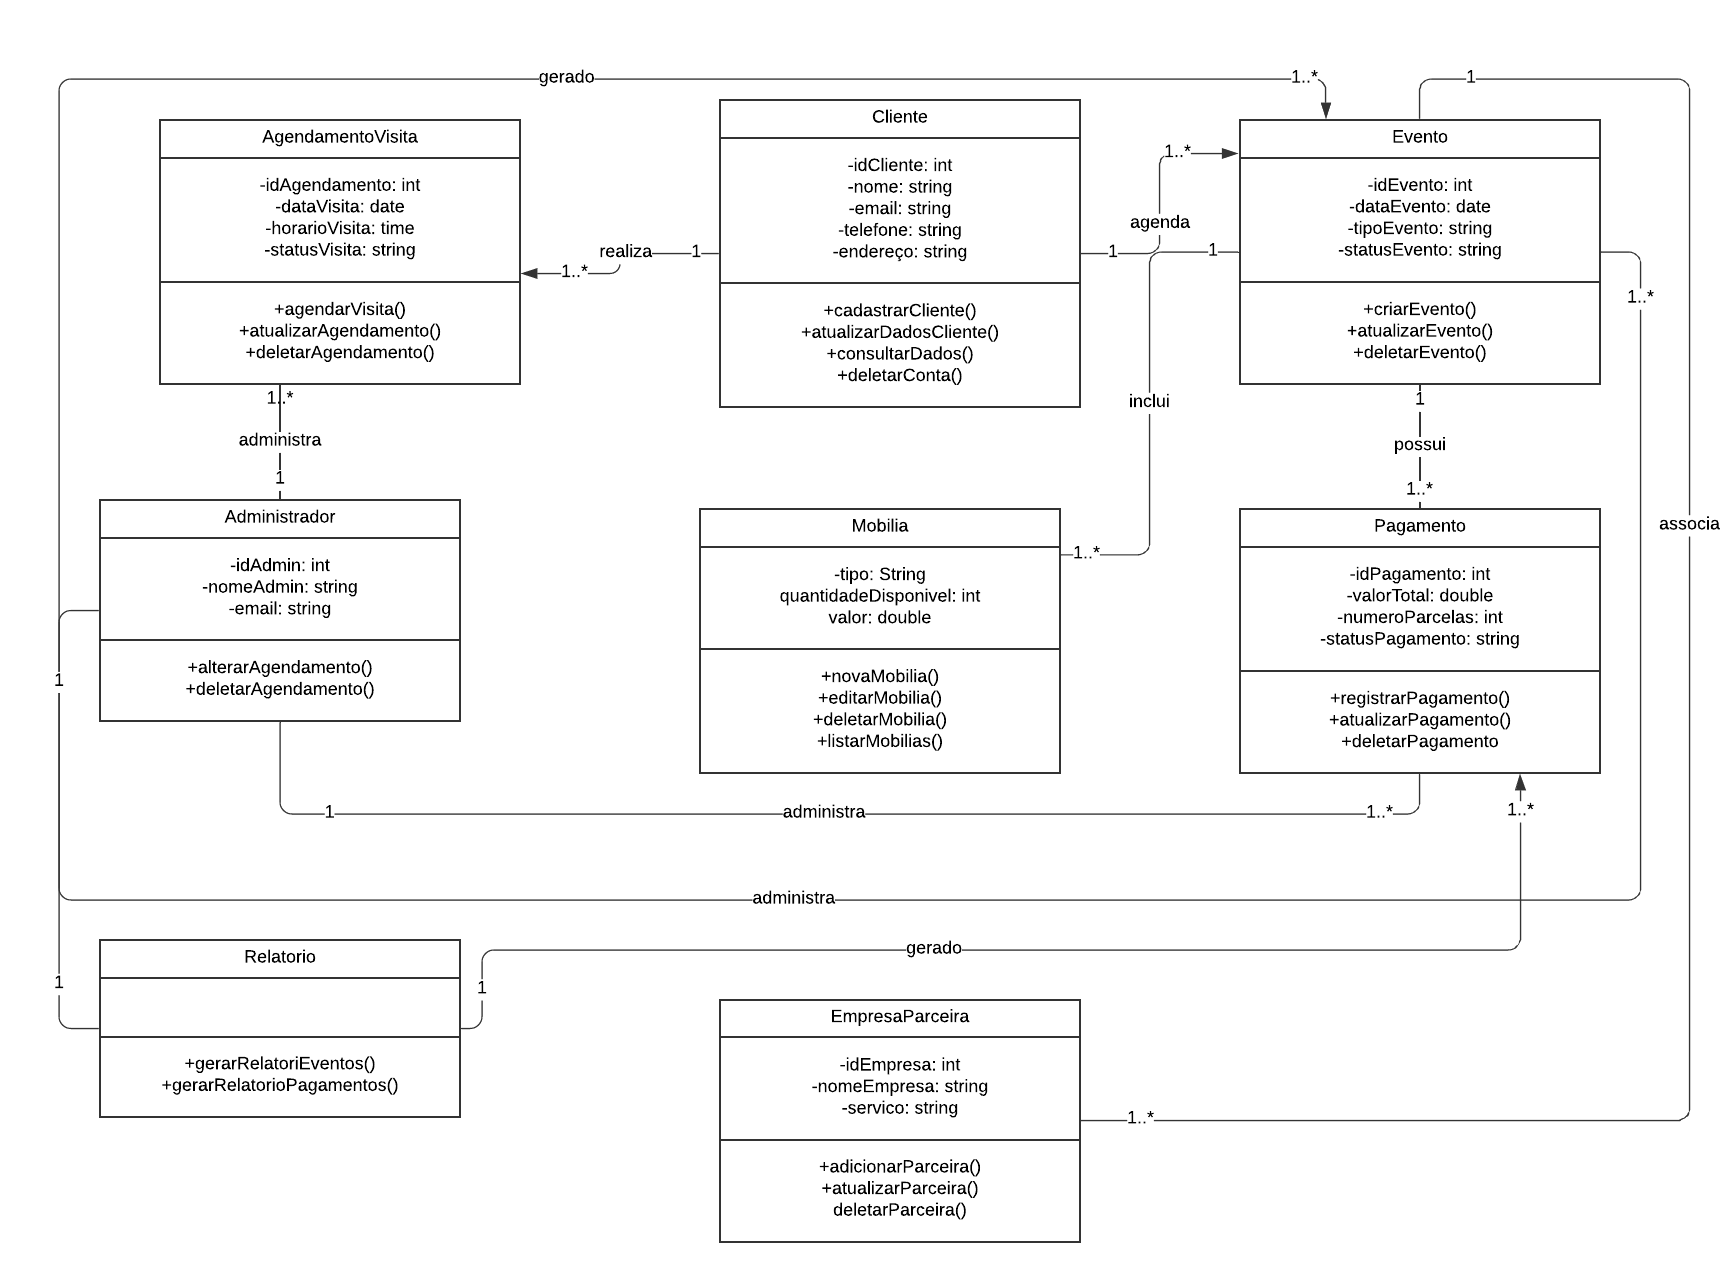 gerado
1..*
1
AgendamentoVisita
-idAgendamento: int
-dataVisita: date
-horarioVisita: time
-statusVisita: string
+agendarVisita()
+atualizarAgendamento()
+deletarAgendamento()
realiza
1
1..*
Cliente
-idCliente: int
-nome: string
-email: string
-telefone: string
-endereço: string
+cadastrarCliente()
+atualizarDadosCliente()
+consultarDados()
+deletarConta()
1..*
agenda
1
1
inclui
Evento
-idEvento: int
-dataEvento: date
-tipoEvento: string
-statusEvento: string
+criarEvento()
+atualizarEvento()
+deletarEvento()
1..*
1..*
administra
1
1
possui
1..*
associa
Administrador
-idAdmin: int
-nomeAdmin: string
-email: string
+alterarAgendamento()
+deletarAgendamento()
1
Mobilia
-tipo: String
quantidadeDisponivel: int
valor: double
+novaMobilia()
+editarMobilia()
+deletarMobilia()
+listarMobilias()
1..*
Pagamento
-idPagamento: int
-valorTotal: double
-numeroParcelas: int
-statusPagamento: string
+registrarPagamento()
+atualizarPagamento()
+deletarPagamento
1
administra
1..*
1..*
administra
gerado
1
1
Relatorio
+gerarRelatoriEventos()
+gerarRelatorioPagamentos()
EmpresaParceira
-idEmpresa: int
-nomeEmpresa: string
-servico: string
+adicionarParceira()
+atualizarParceira()
deletarParceira()
1..*